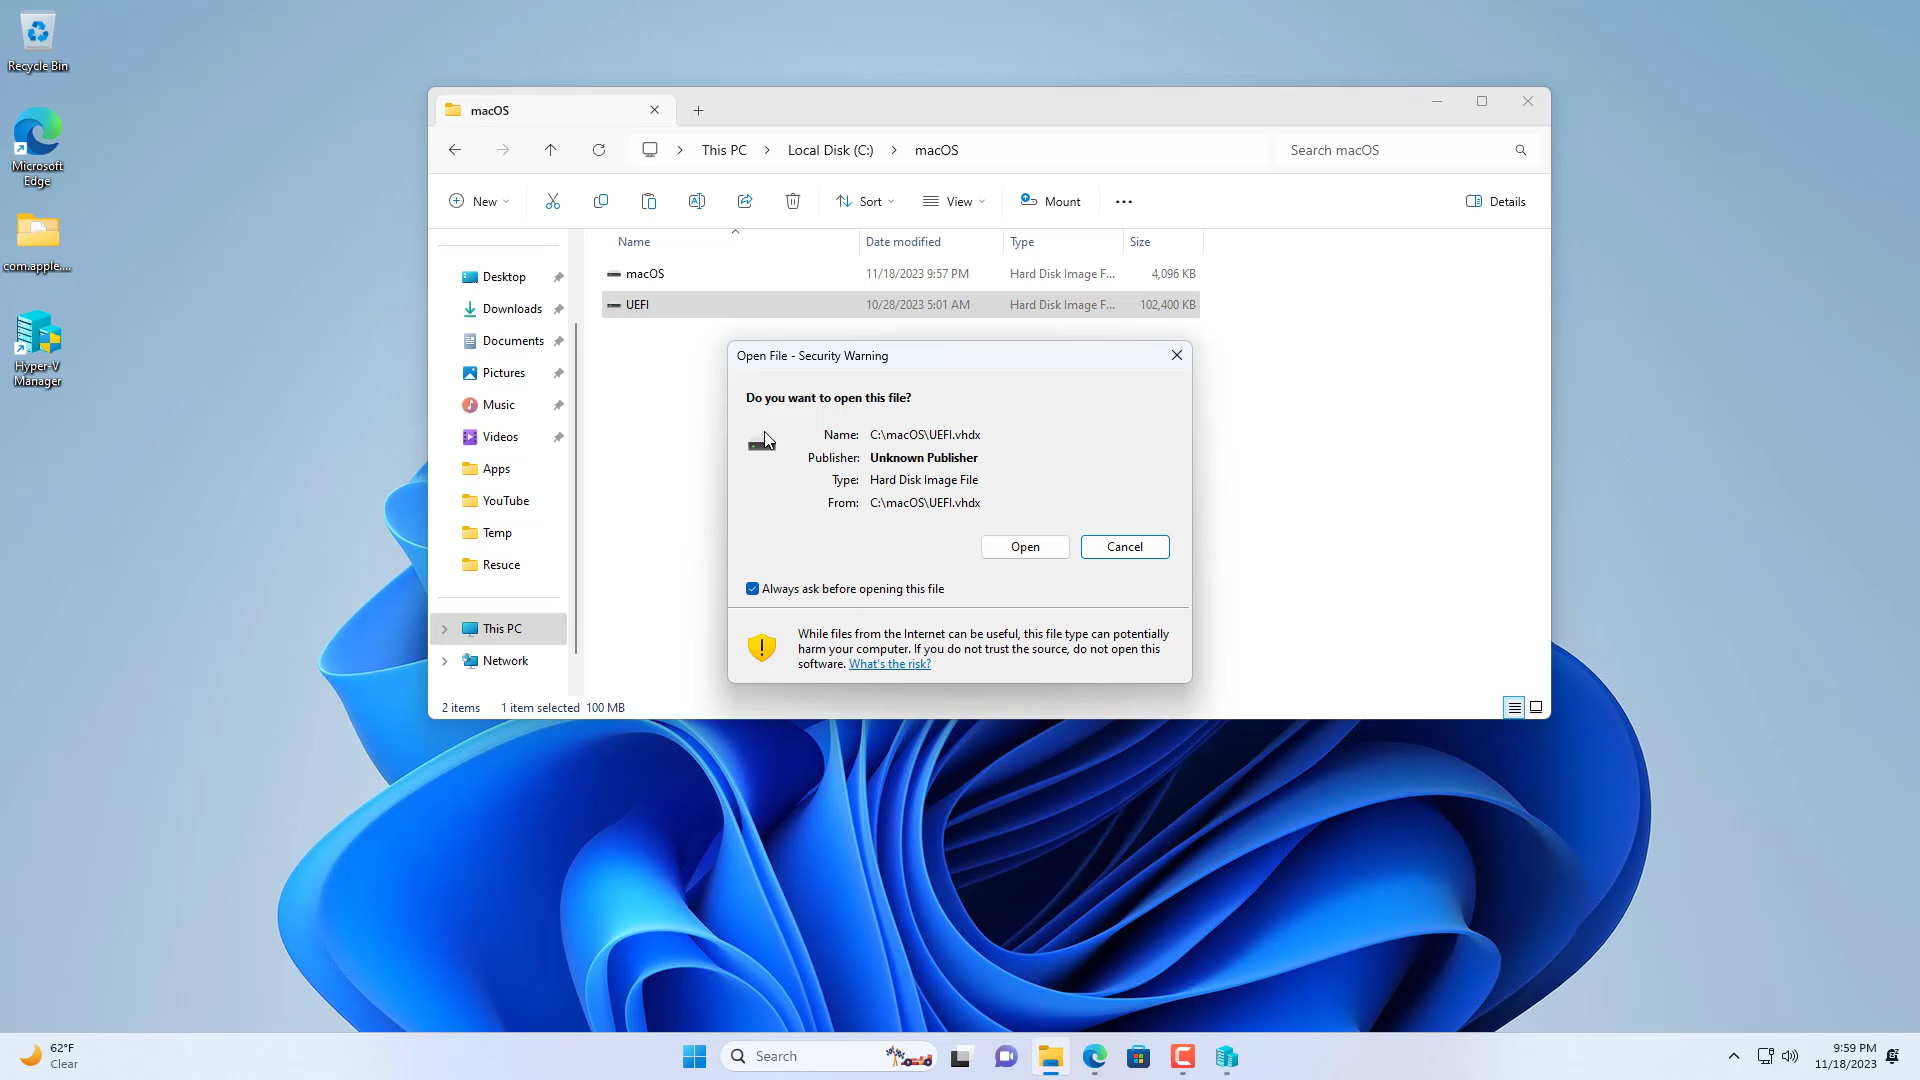 Recycle Bin
Microsoft
Edge
com.apple....
Hyper-V
Manager
macOS
This PC
Local Disk (C:)
macOS
Search macOS
New
Sort
View
Mount
Details
Name
Date modified
Type
Size
macOS
11/18/2023 9:57 PM
Hard Disk Image F...
4,096 KB
UEFI
10/28/2023 5:01 AM
Hard Disk Image F...
102,400 KB
Desktop
Downloads
Documents
Pictures
Music
Videos
Apps
YouTube
Temp
Resuce
This PC
Network
2 items
1 item selected 100 MB
Open File - Security Warning
Do you want to open this file?
Name: C:\macOS\UEFI.vhdx
Publisher: Unknown Publisher
Type: Hard Disk Image File
From: C:\macOS\UEFI.vhdx
Open
Cancel
Always ask before opening this file
While files from the Internet can be useful, this file type can potentially
harm your computer. If you do not trust the source, do not open this
software. What's the risk?
62°F
Clear
Search
9:59 PM
11/18/2023